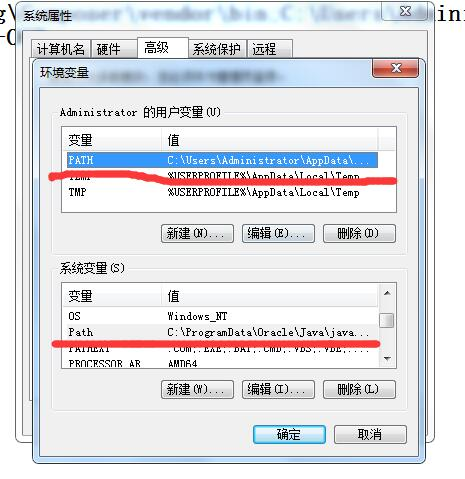 系统属性
计算机名 硬件 高级 系统保护 远程
环境变量
Administrator 的用户变量(U)
变量 值
PATH C:\Users\Administrator\AppData\...
TEMP %USERPROFILE%\AppData\Local\Temp
TMP %USERPROFILE%\AppData\Local\Temp
新建(N)... 编辑(E)... 删除(D)
系统变量(S)
变量 值
OS Windows_NT
Path C:\ProgramData\Oracle\Java\java...
PATHEXT .COM;.EXE;.BAT;.CMD;.VBS;.VBE;....
PROCESSOR_AR AMD64
新建(W)... 编辑(I)... 删除(L)
确定 取消